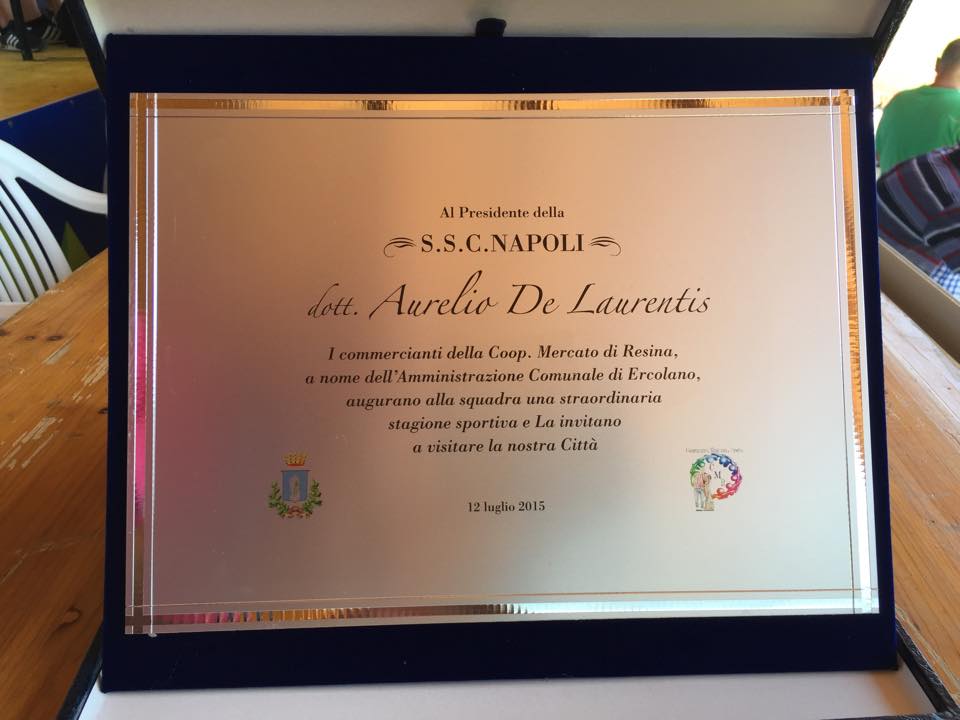 Al Presidente della
S.S.C.NAPOLI
dott. Aurelio De Laurentis
I commercianti della Coop. Mercato di Resina,
a nome dell'Amministrazione Comunale di Ercolano,
augurano alla squadra una straordinaria
stagione sportiva e La invitano
a visitare la nostra Città
12 luglio 2015